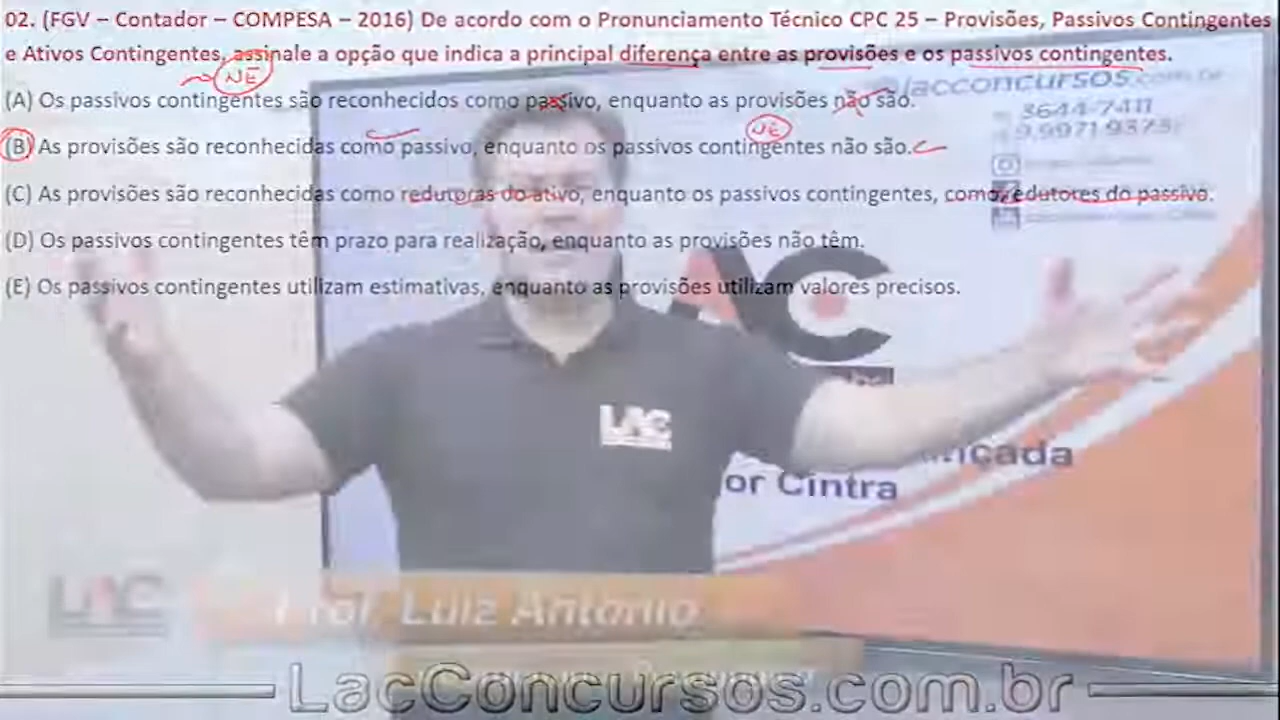 02. (FGV – Contador – COMPESA – 2016) De acordo com o Pronunciamento Técnico CPC 25 – Provisões, Passivos Contingentes
e Ativos Contingentes, assinale a opção que indica a principal diferença entre as provisões e os passivos contingentes.
NE
(A) Os passivos contingentes são reconhecidos como passivo, enquanto as provisões não são.
NE
(B) As provisões são reconhecidas como passivo, enquanto os passivos contingentes não são.
(C) As provisões são reconhecidas como redutoras do ativo, enquanto os passivos contingentes, como redutores do passivo.
(D) Os passivos contingentes têm prazo para realização, enquanto as provisões não têm.
(E) Os passivos contingentes utilizam estimativas, enquanto as provisões utilizam valores precisos.
@lacconcursos.com.br
3644-7411
LAC
or Cintra
LAC
Prof. Luiz Antonio
LacConcursos.com.br